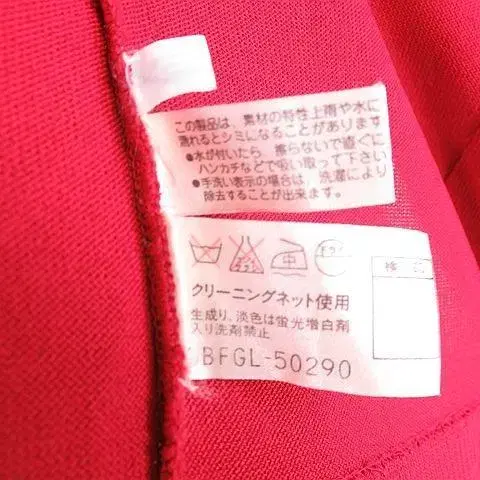 この製品は、素材の特性上雨や水に
濡れるとシミになることがあります
●水が付いたら 擦らないで直ぐに
ハンカチなどで吸い取って下さい
●手洗い表示の場合は、洗濯により
除去することが出来ます。
中
ドライ
クリーニングネット使用
生成り、淡色は蛍光増白剤
入り洗剤禁止
BFGL-50290
検